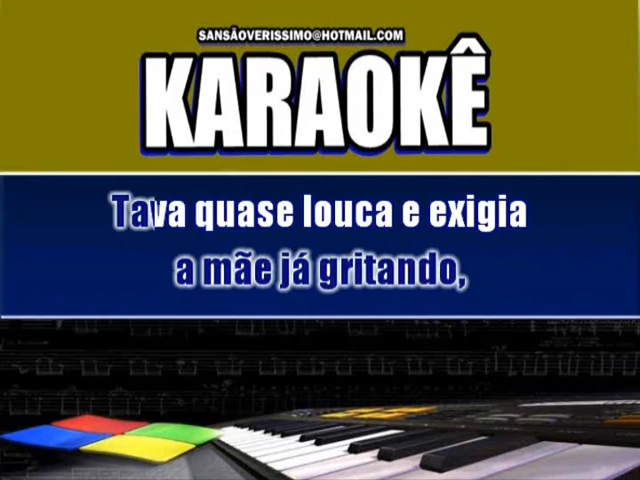 SANSÃOVERISSIMO@HOTMAIL.COM
KARAOKÊ
Tava quase louca e exigia
a mãe já gritando,